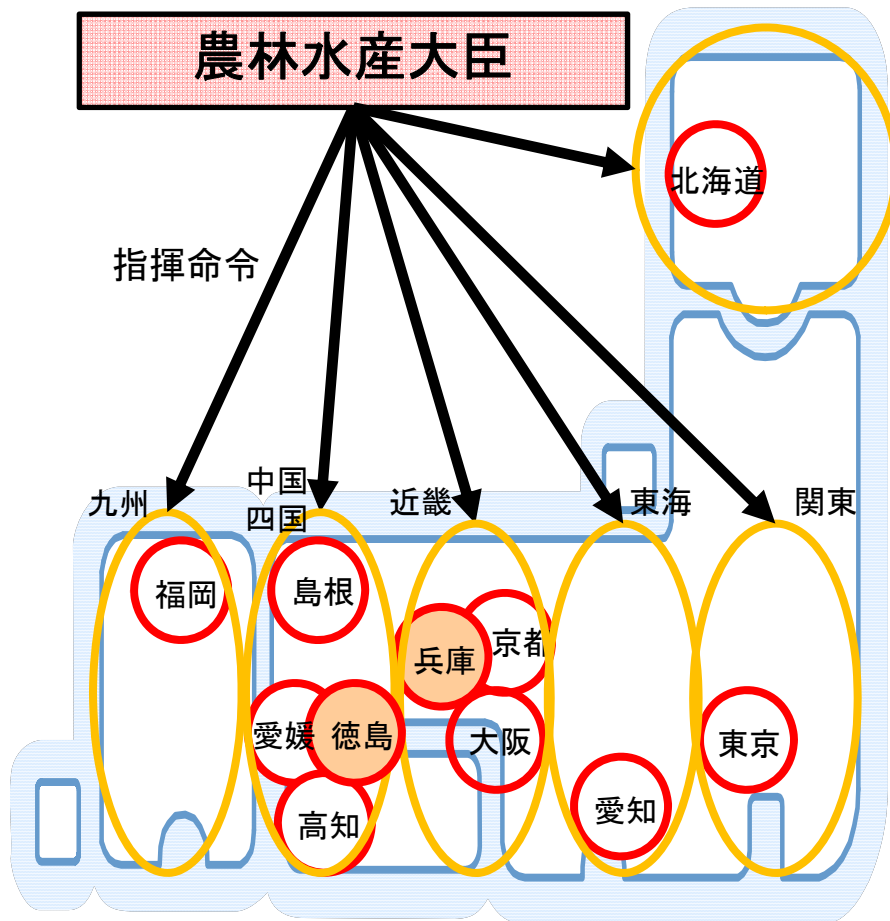 農林水産大臣
北海道
指揮命令
九州
中国
四国
近畿
東海
関東
福岡
島根
兵庫
京都
愛媛
徳島
大阪
東京
高知
愛知